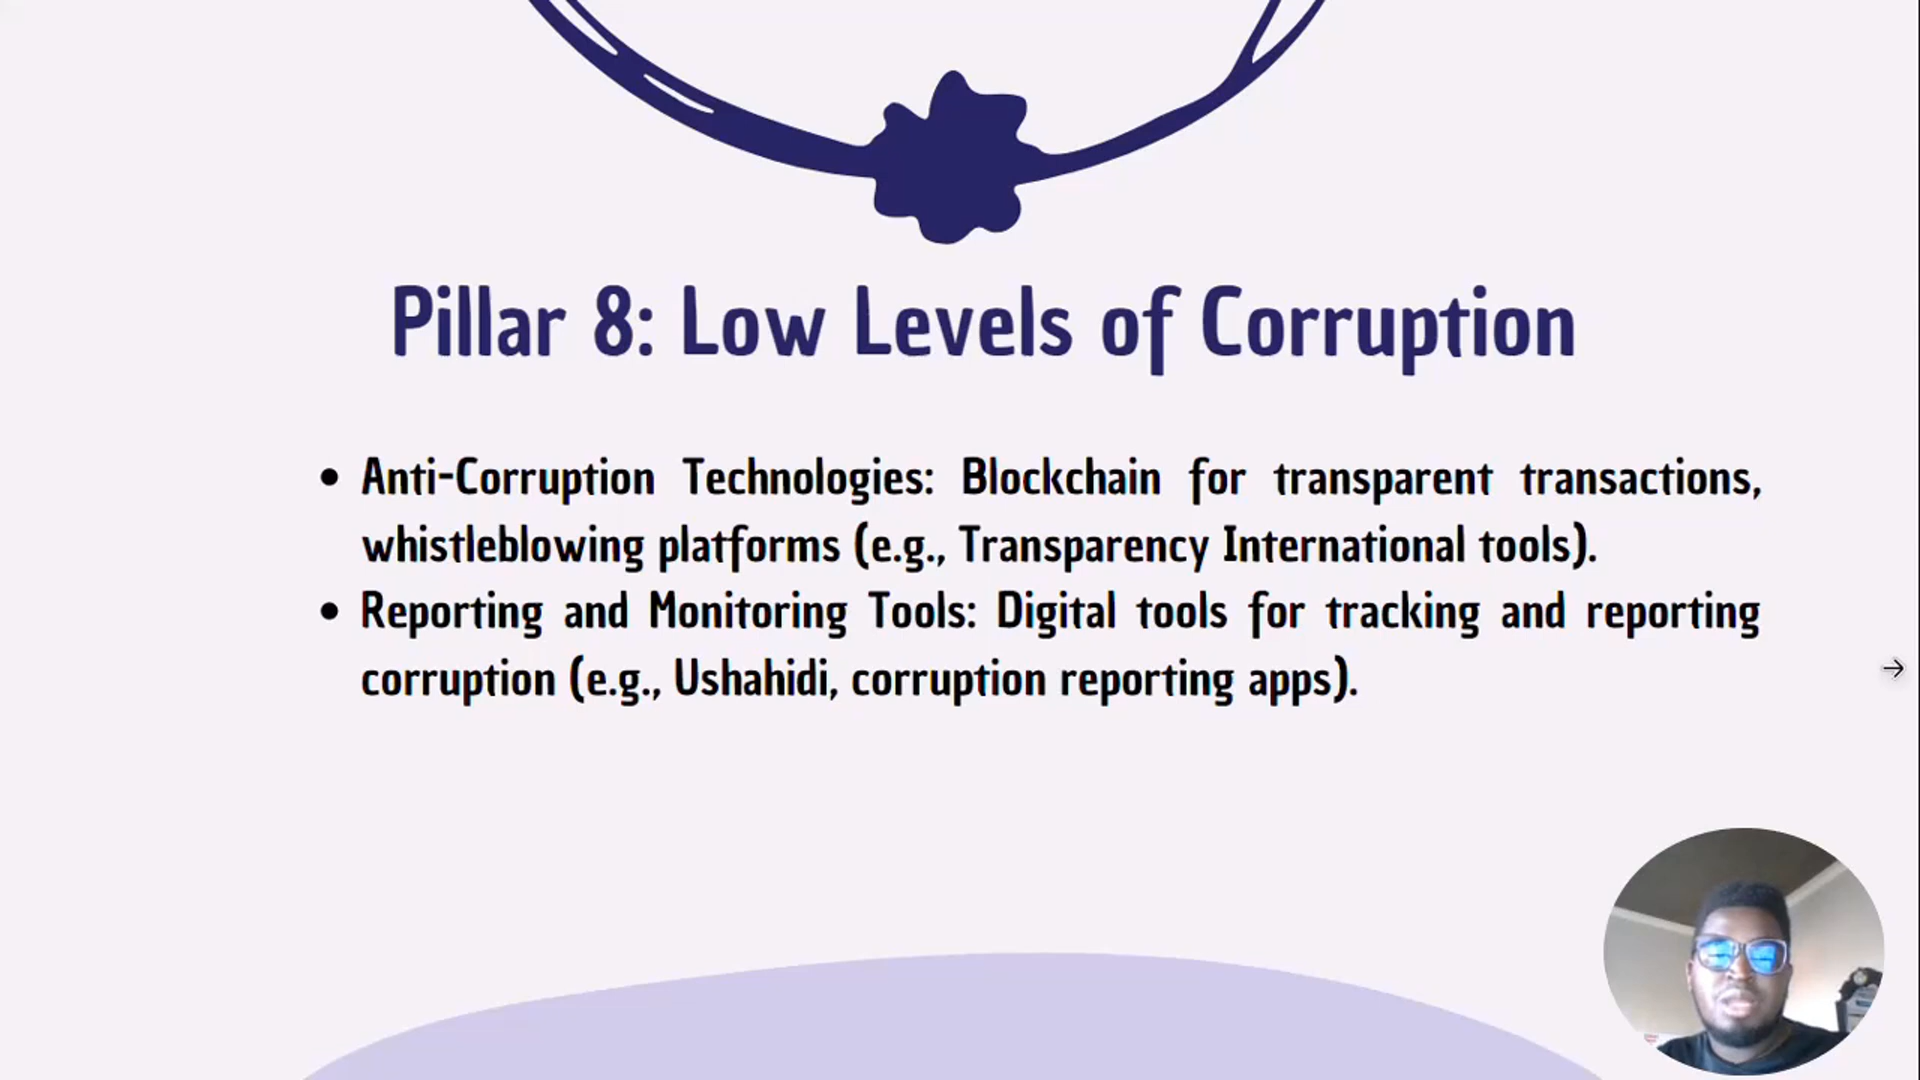 Pillar 8: Low Levels of Corruption
• Anti-Corruption Technologies: Blockchain for transparent transactions,
whistleblowing platforms (e.g., Transparency International tools).
• Reporting and Monitoring Tools: Digital tools for tracking and reporting
corruption (e.g., Ushahidi, corruption reporting apps).